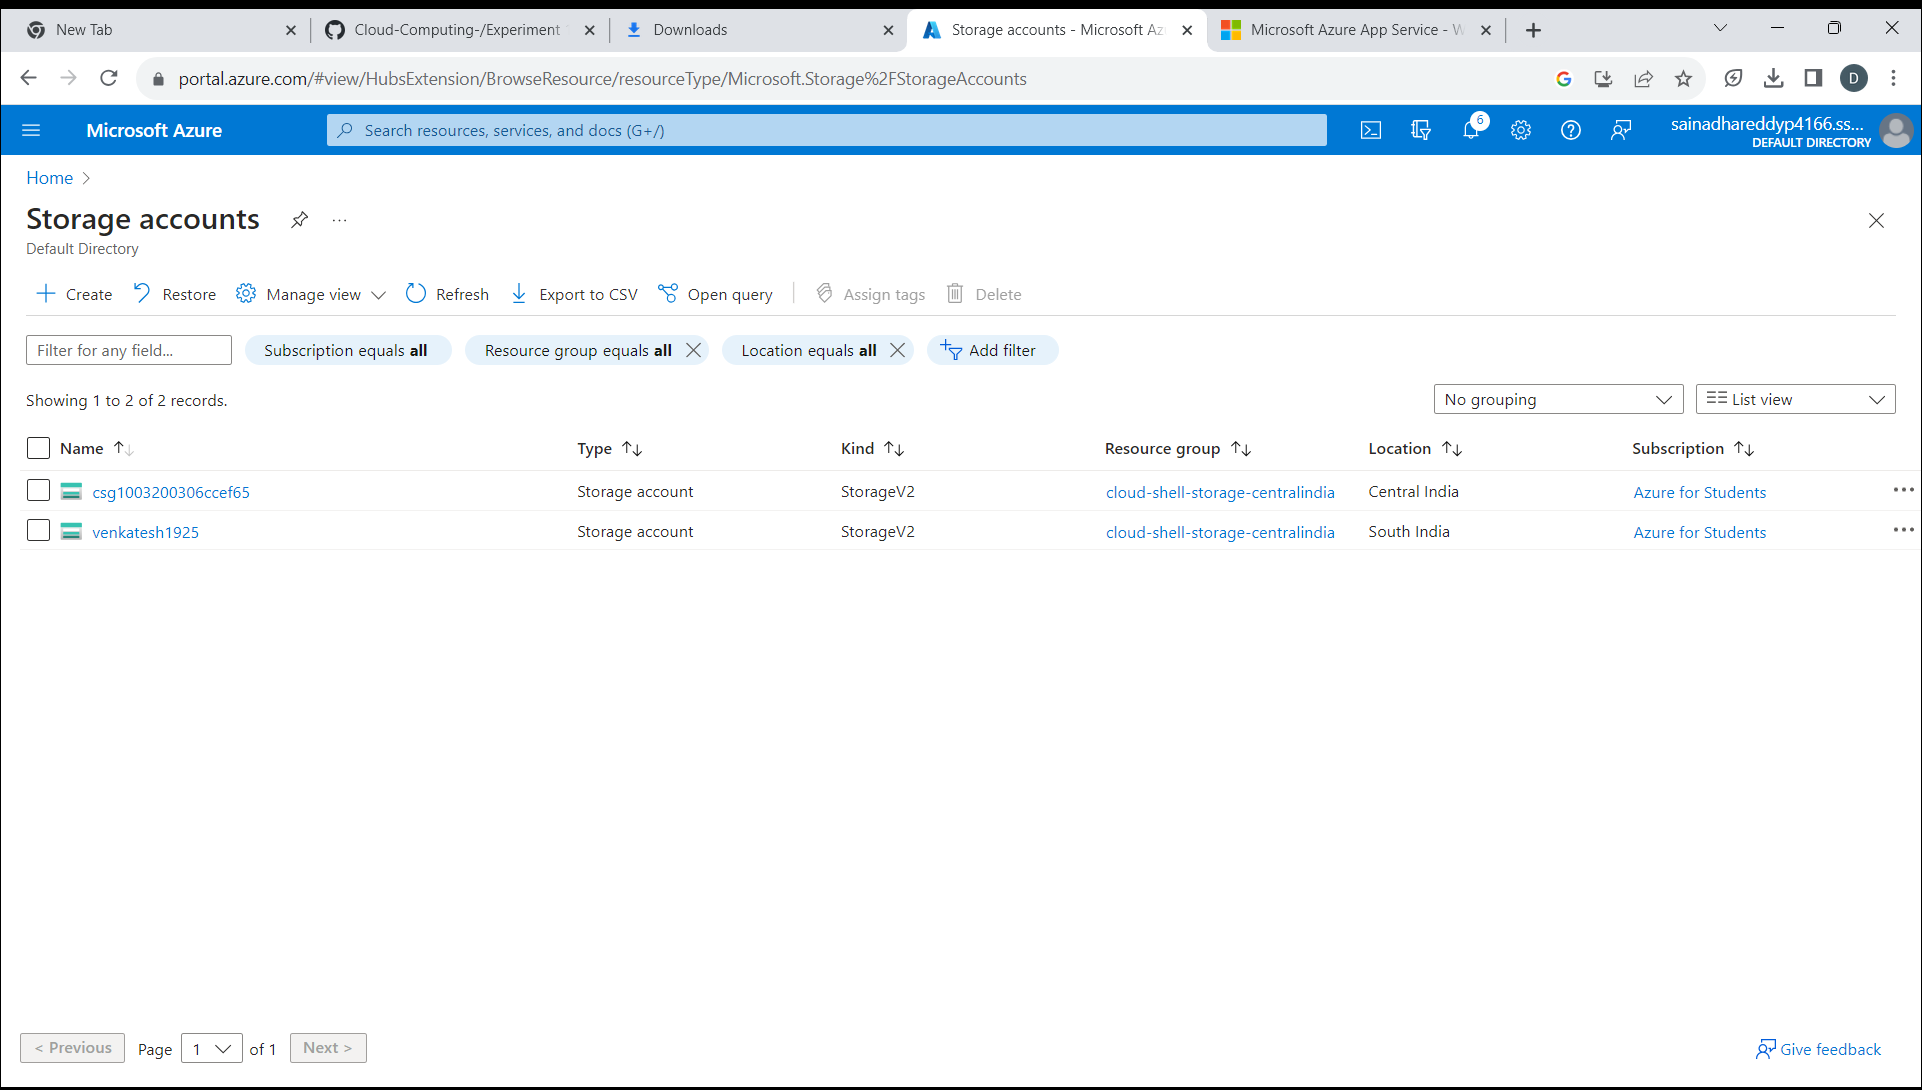 New Tab
Cloud-Computing-/Experiment
Downloads
Storage accounts - Microsoft Az
Microsoft Azure App Service - W
portal.azure.com/#view/HubsExtension/BrowseResource/resourceType/Microsoft.Storage%2FStorageAccounts
D
Microsoft Azure
Search resources, services, and docs (G+/)
6
sainadhareddyp4166.ss...
DEFAULT DIRECTORY
Home
Storage accounts
Default Directory
Create
Restore
Manage view
Refresh
Export to CSV
Open query
Assign tags
Delete
Filter for any field...
Subscription equals all
Resource group equals all
Location equals all
Add filter
Showing 1 to 2 of 2 records.
No grouping
List view
Name Type Kind Resource group Location Subscription
csg1003200306ccef65 Storage account StorageV2 cloud-shell-storage-centralindia Central India Azure for Students
venkatesh1925 Storage account StorageV2 cloud-shell-storage-centralindia South India Azure for Students
< Previous Page 1 of 1 Next >
Give feedback